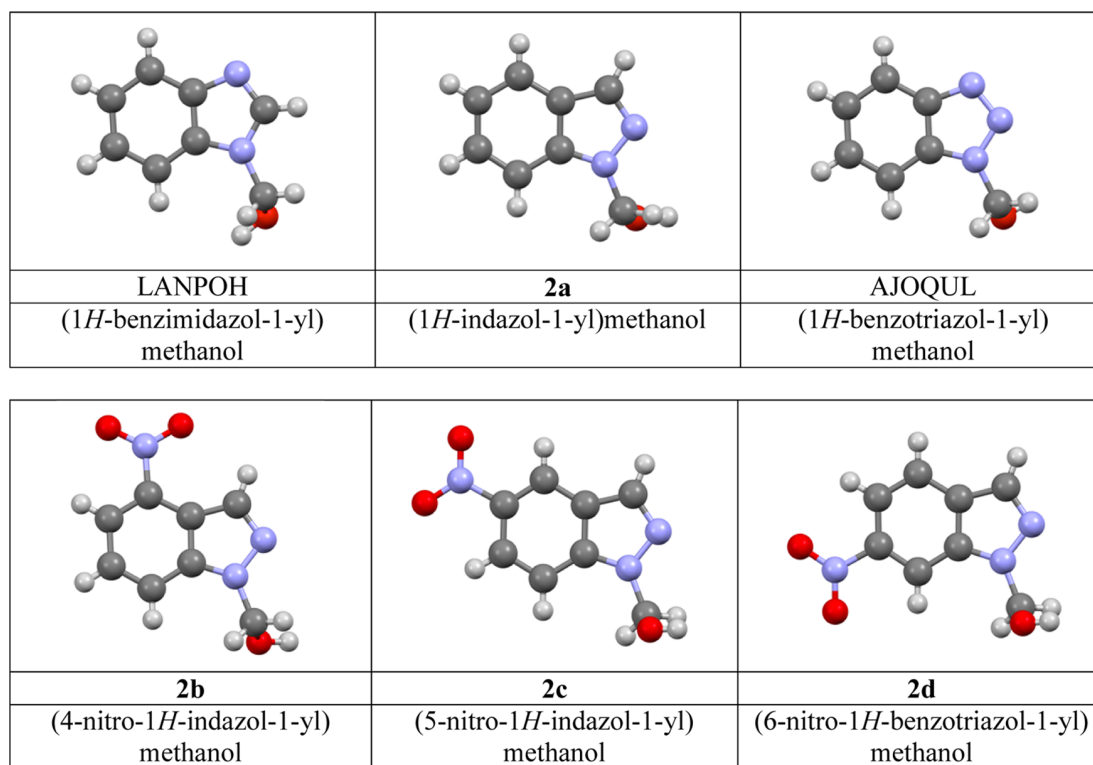 LANPOH
2a
AJOQUL
(1H-benzimidazol-1-yl)
methanol
(1H-indazol-1-yl)methanol
(1H-benzotriazol-1-yl)
methanol
2b
2c
2d
(4-nitro-1H-indazol-1-yl)
methanol
(5-nitro-1H-indazol-1-yl)
methanol
(6-nitro-1H-benzotriazol-1-yl)
methanol